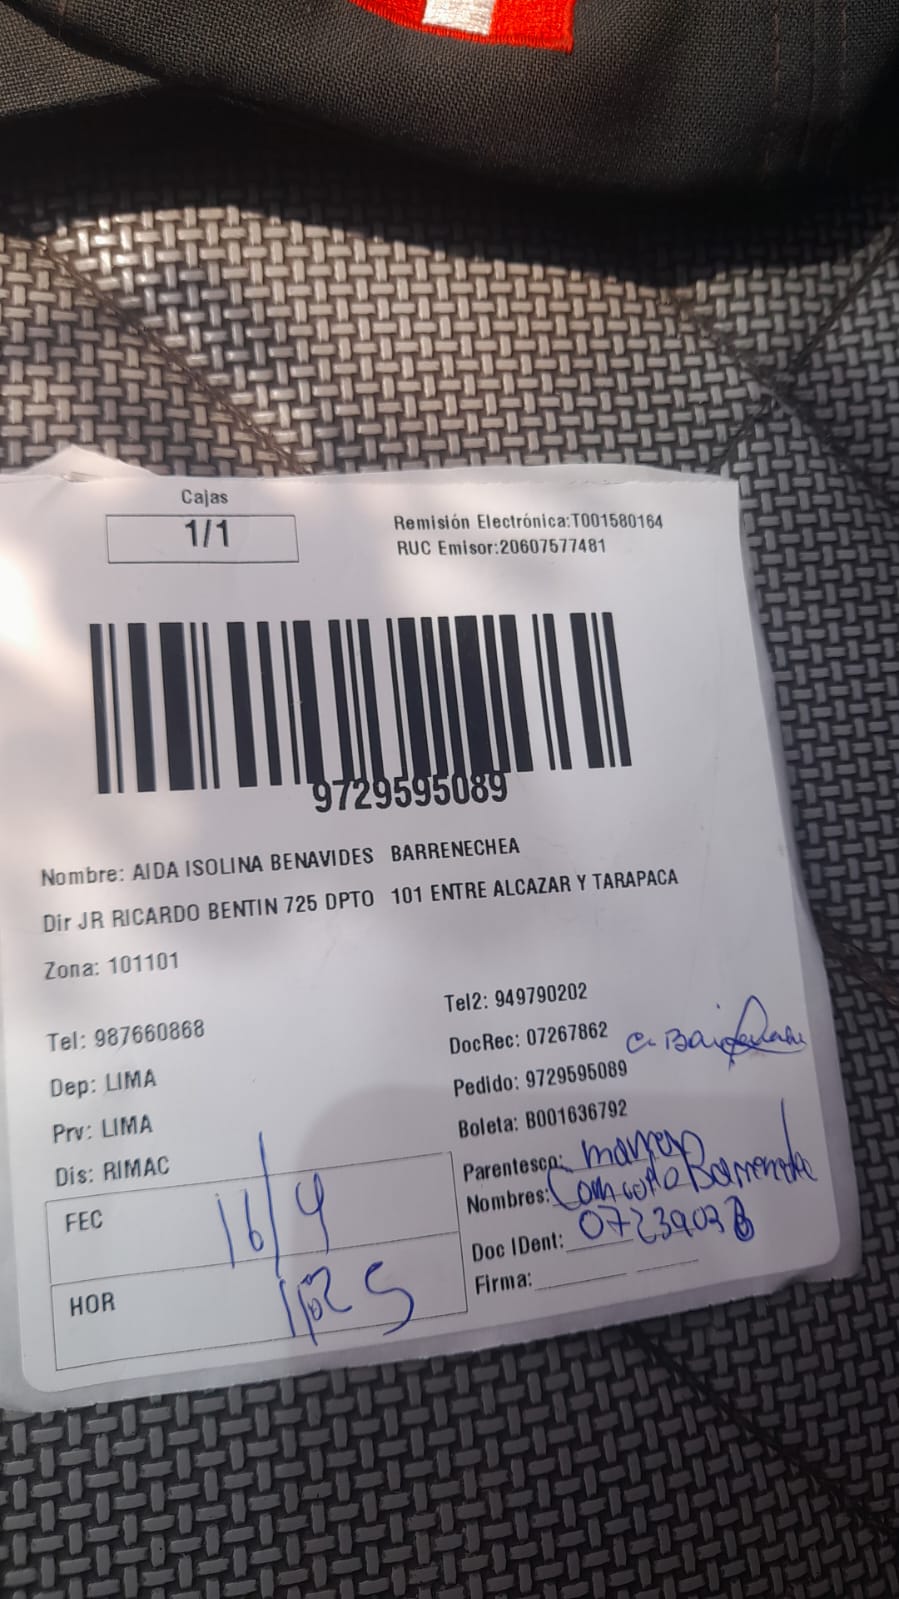 Cajas
1/1
Remisión Electrónica:T001580164
RUC Emisor:20607577481
9729595089
Nombre: AIDA ISOLINA BENAVIDES BARRENECHEA
Dir JR RICARDO BENTIN 725 DPTO 101 ENTRE ALCAZAR Y TARAPACA
Zona: 101101
Tel: 987660868
Tel2: 949790202
Dep: LIMA
DocRec: 07267862
Prv: LIMA
Pedido: 9729595089
Dis: RIMAC
Boleta: B001636792
FEC 16/4
Parentesco:
Nombres:
Doc IDent:
HOR
Firma: